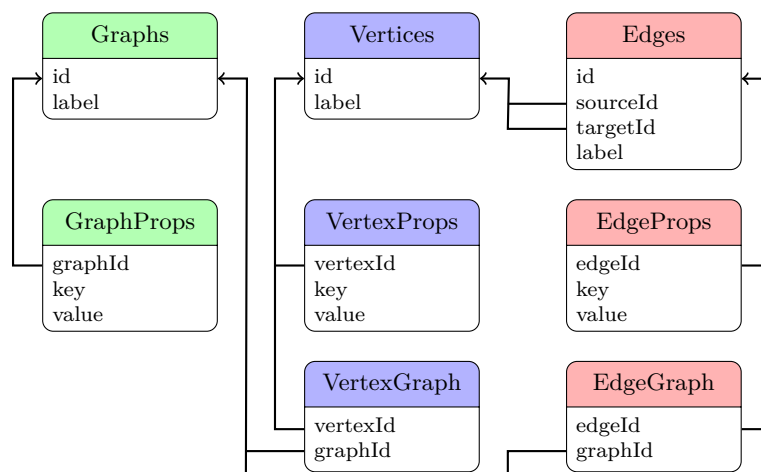 Graphs
id
label
Vertices
id
label
Edges
id
sourceId
targetId
label
GraphProps
graphId
key
value
VertexProps
vertexId
key
value
EdgeProps
edgeId
key
value
VertexGraph
vertexId
graphId
EdgeGraph
edgeId
graphId